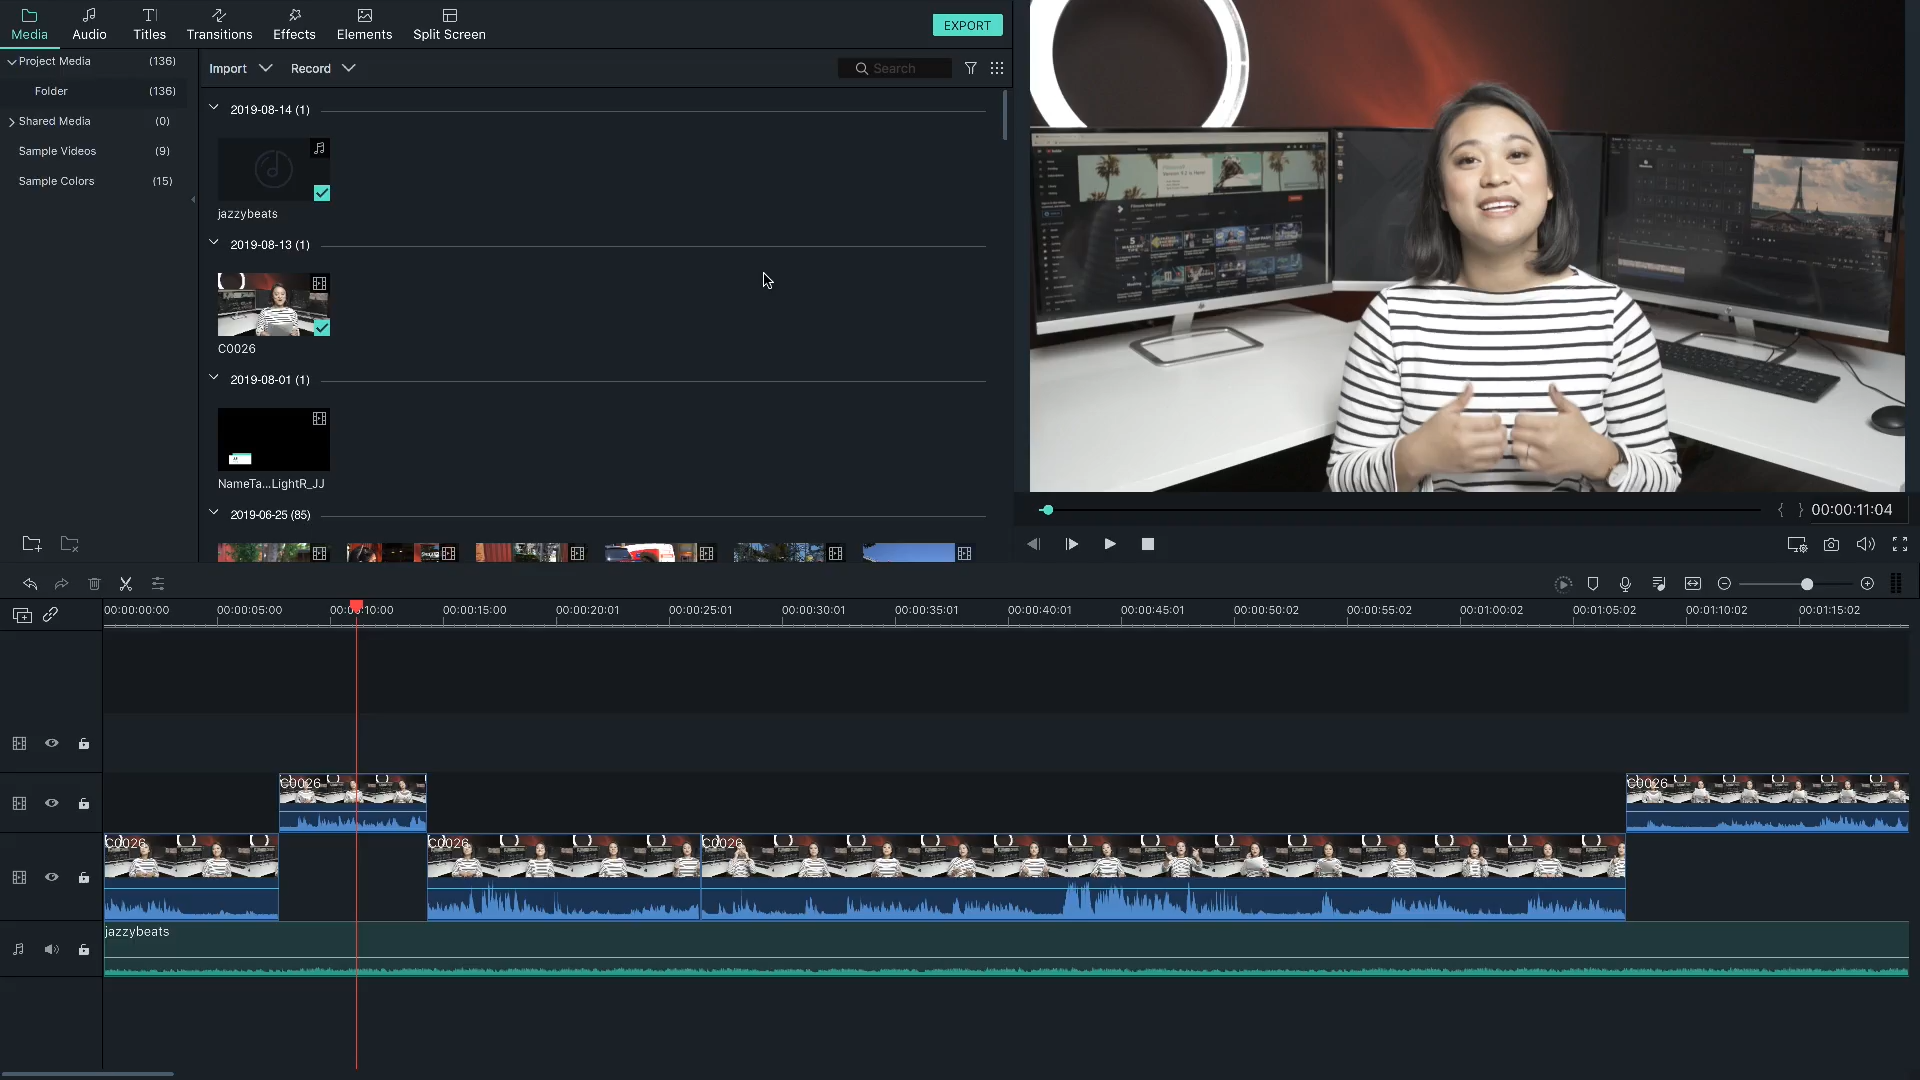 Media
Audio
Titles
Transitions
Effects
Elements
Split Screen
EXPORT
Project Media (136)
Folder (136)
Shared Media (0)
Sample Videos (9)
Sample Colors (15)
Import
Record
Search
2019-08-14 (1)
jazzybeats
2019-08-13 (1)
C0026
2019-08-01 (1)
NameTa...LightR_JJ
2019-06-25 (85)
{ } 00:00:11:04
00:00:00:00 00:00:05:00 00:00:10:00 00:00:15:00 00:00:20:01 00:00:25:01 00:00:30:01 00:00:35:01 00:00:40:01 00:00:45:01 00:00:50:02 00:00:55:02 00:01:00:02 00:01:05:02 00:01:10:02 00:01:15:02
C0026
C0026
C0026
C0026
C0026
jazzybeats